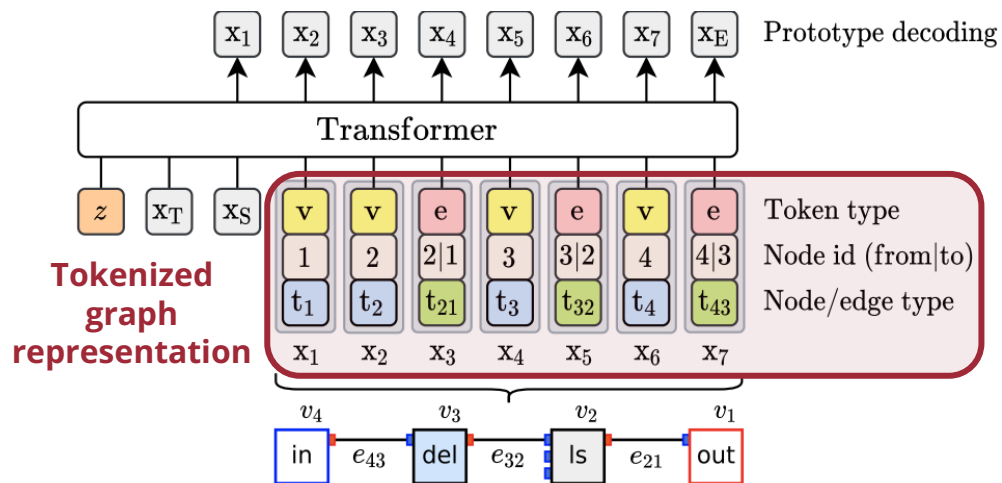 x₁ x₂ x₃ x₄ x₅ x₆ x₇ x_E Prototype decoding
Transformer
z x_T x_S v v e v e v e Token type
1 2 2|1 3 3|2 4 4|3 Node id (from|to)
t₁ t₂ t₂₁ t₃ t₃₂ t₄ t₄₃ Node/edge type
Tokenized
graph
representation
x₁ x₂ x₃ x₄ x₅ x₆ x₇
v₄ v₃ v₂ v₁
in e₄₃ del e₃₂ ls e₂₁ out